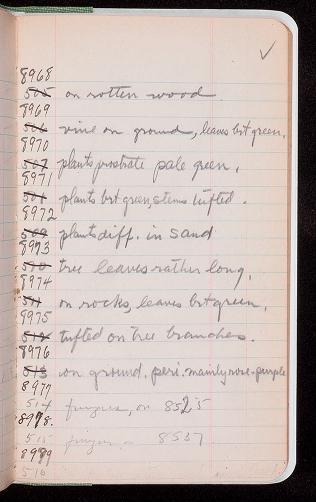 8968
505 on rotten wood
8969
506 vine on ground, leaves brt green.
8970
507 plants prostrate pale green.
8971
508 plants brt green, stems tufted.
8972
509 plants diff. in sand
8973
510 tree leaves rather long.
8974
511 on rocks, leaves brt green.
8975
512 tufted on tree branches.
8976
513 on ground. peri. mainly rose-purple
8977
514 fungus on 8525
8978.
515 fungus 8537
8979
516